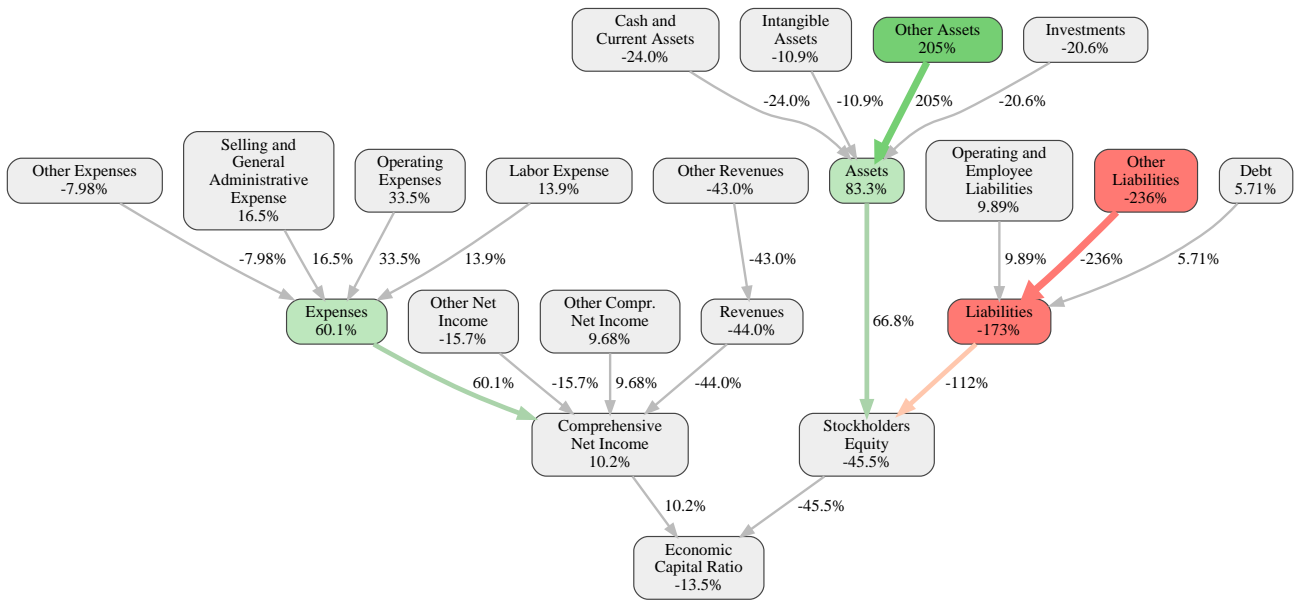 Cash and
Current Assets
-24.0%
Intangible
Assets
-10.9%
Other Assets
205%
Investments
-20.6%
-24.0%
-10.9%
205%
-20.6%
Other Expenses
-7.98%
Selling and
General
Administrative
Expense
16.5%
Operating
Expenses
33.5%
Labor Expense
13.9%
Other Revenues
-43.0%
Assets
83.3%
Operating and
Employee
Liabilities
9.89%
Other
Liabilities
-236%
Debt
5.71%
-7.98%
16.5%
33.5%
13.9%
-43.0%
9.89%
-236%
5.71%
Expenses
60.1%
Other Net
Income
-15.7%
Other Compr.
Net Income
9.68%
Revenues
-44.0%
66.8%
Liabilities
-173%
60.1%
-15.7%
9.68%
-44.0%
-112%
Comprehensive
Net Income
10.2%
Stockholders
Equity
-45.5%
10.2%
-45.5%
Economic
Capital Ratio
-13.5%